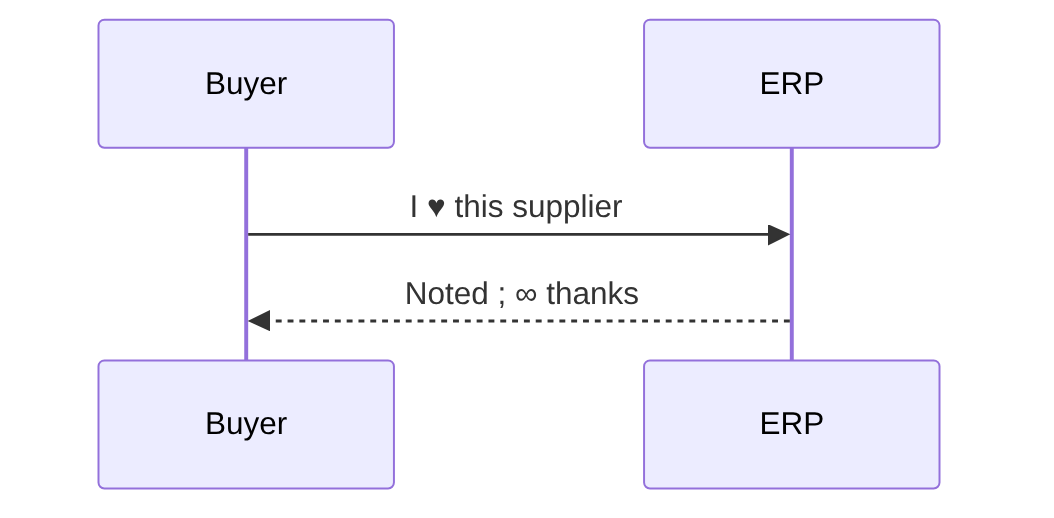 Buyer
ERP
I ♥ this supplier
Noted ; ∞ thanks
Buyer
ERP